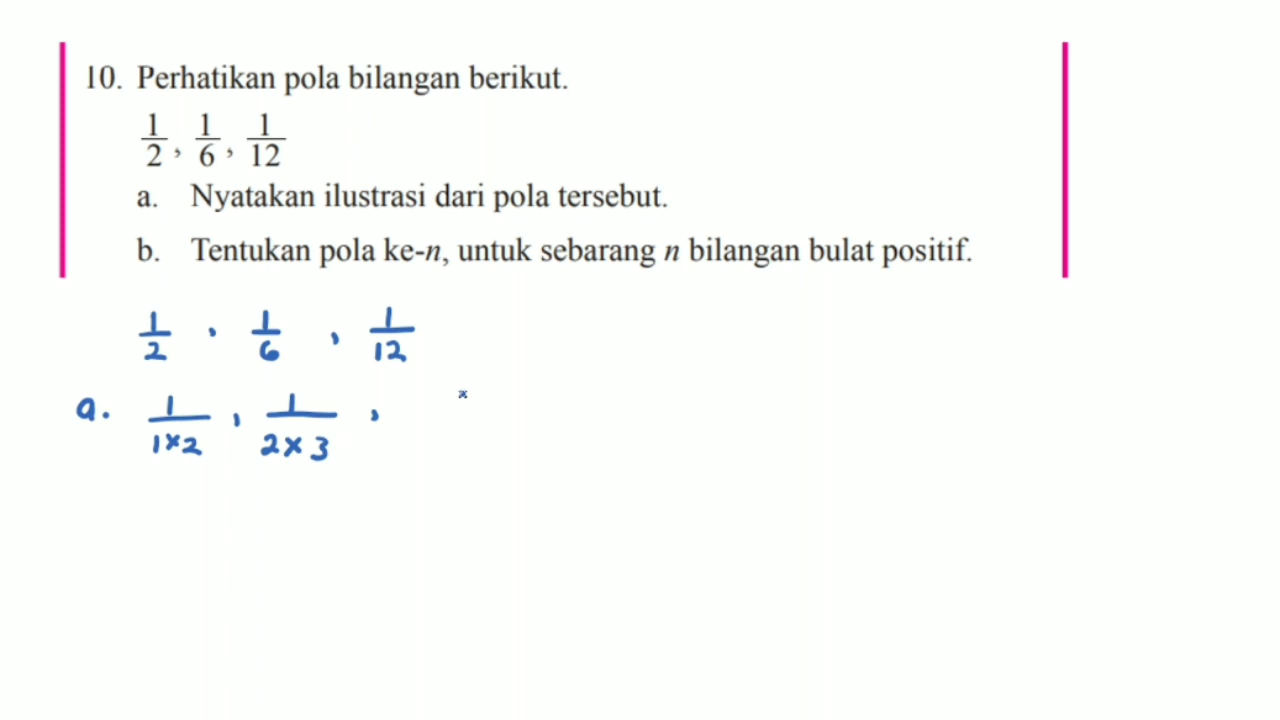 10. Perhatikan pola bilangan berikut.
1/2, 1/6, 1/12
a. Nyatakan ilustrasi dari pola tersebut.
b. Tentukan pola ke-n, untuk sebarang n bilangan bulat positif.
1/2, 1/6, 1/12
a. 1/1×2, 1/2×3,